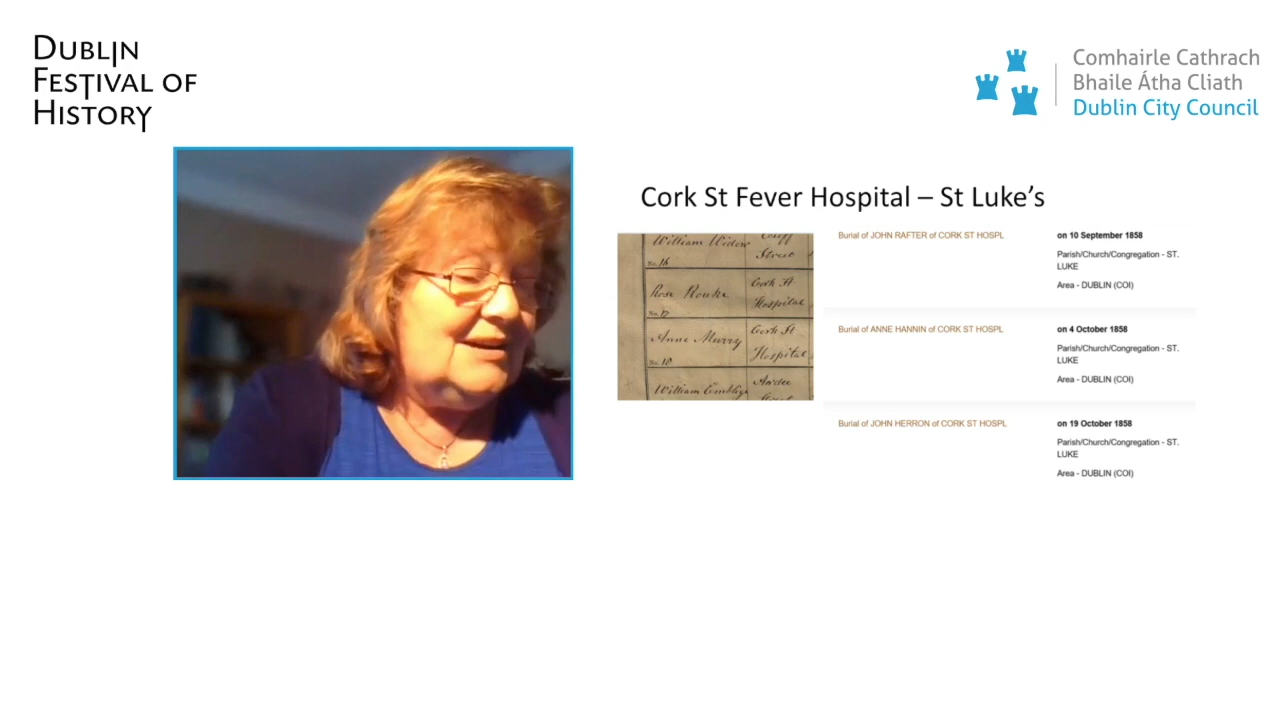 DUBLIN
FESTIVAL OF
HISTORY
Comhairle Cathrach
Bhaile Átha Cliath
Dublin City Council
Cork St Fever Hospital – St Luke's
William Widow
Street
No. 16
Rose Rouke
Cork St
Hospital
No. 17
Anne Murry
Cork St
Hospital
No. 18
William
Ardee
Street
Burial of JOHN RAFTER of CORK ST HOSPL
on 10 September 1858
Parish/Church/Congregation - ST.
LUKE
Area - DUBLIN (COI)
Burial of ANNE HANNIN of CORK ST HOSPL
on 4 October 1858
Parish/Church/Congregation - ST.
LUKE
Area - DUBLIN (COI)
Burial of JOHN HERRON of CORK ST HOSPL
on 19 October 1858
Parish/Church/Congregation - ST.
LUKE
Area - DUBLIN (COI)